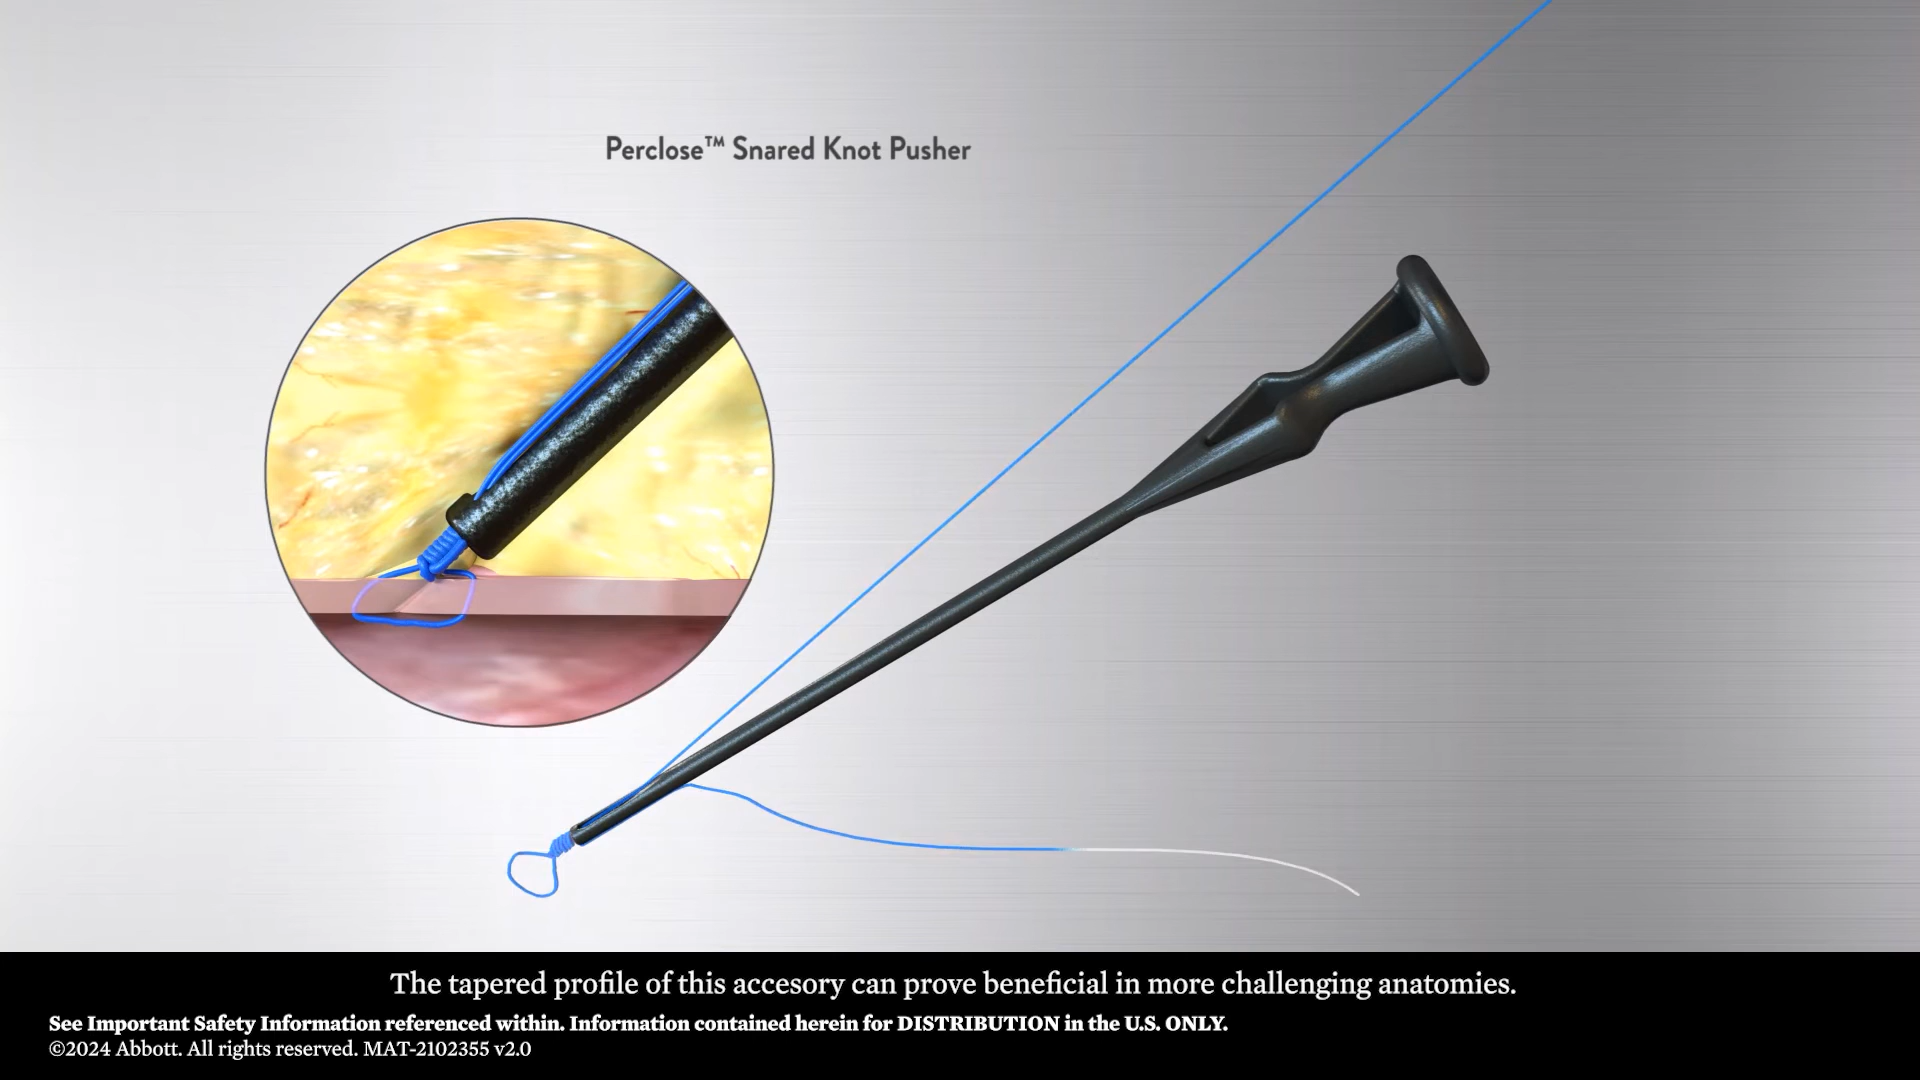 Perclose™ Snared Knot Pusher
The tapered profile of this accesory can prove beneficial in more challenging anatomies.
See Important Safety Information referenced within. Information contained herein for DISTRIBUTION in the U.S. ONLY.
©2024 Abbott. All rights reserved. MAT-2102355 v2.0